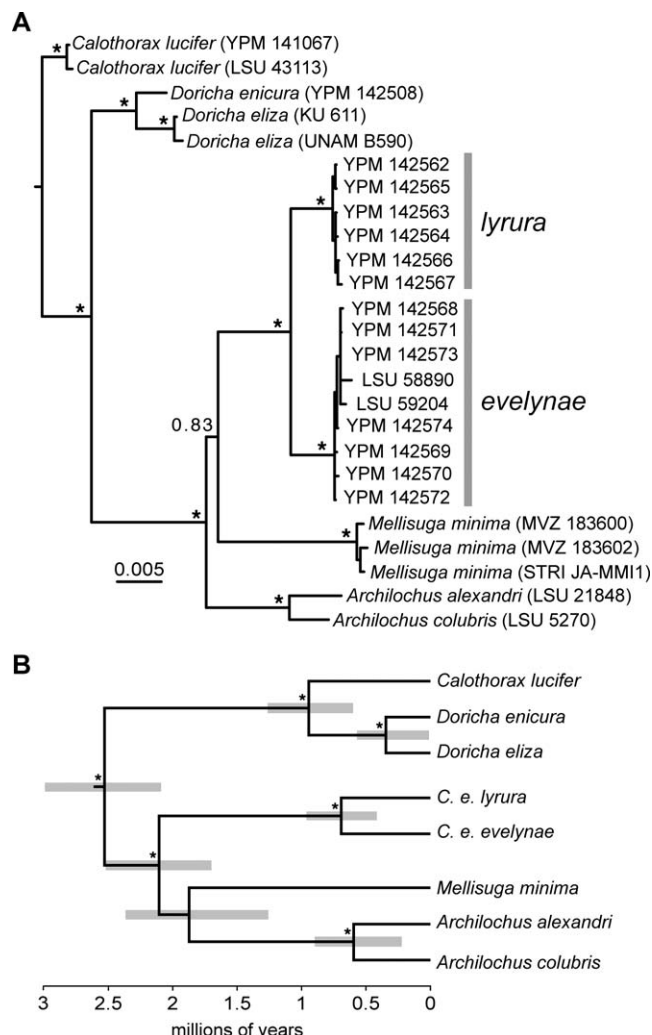 A
* Calothorax lucifer (YPM 141067)
Calothorax lucifer (LSU 43113)
* Doricha enicura (YPM 142508)
* Doricha eliza (KU 611)
Doricha eliza (UNAM B590)
YPM 142562
* YPM 142565
YPM 142563
lyrura
YPM 142564
YPM 142566
YPM 142567
* * YPM 142568
YPM 142571
YPM 142573
LSU 58890
evelynae
LSU 59204
0.83 YPM 142574
* YPM 142569
YPM 142570
YPM 142572
* * Mellisuga minima (MVZ 183600)
Mellisuga minima (MVZ 183602)
0.005 Mellisuga minima (STRI JA-MMI1)
* Archilochus alexandri (LSU 21848)
Archilochus colubris (LSU 5270)
B
Calothorax lucifer
*
Doricha enicura
*
Doricha eliza
*
C. e. lyrura
*
C. e. evelynae
*
Mellisuga minima
Archilochus alexandri
*
Archilochus colubris
3 2.5 2 1.5 1 0.5 0
millions of years